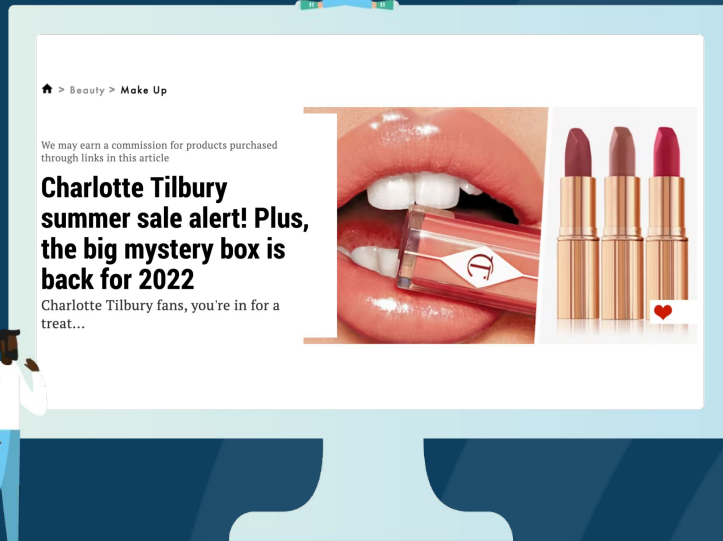 > Beauty > Make Up
We may earn a commission for products purchased
through links in this article
Charlotte Tilbury
summer sale alert! Plus,
the big mystery box is
back for 2022
Charlotte Tilbury fans, you're in for a
treat...
CT